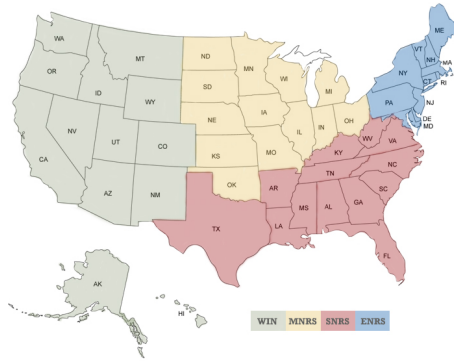 WA
MT
ND
MN
ME
VT
NH
OR
ID
SD
WI
MI
NY
MA
CT
RI
WY
NE
IA
PA
NJ
NV
UT
CO
IL
IN
OH
DE
MD
CA
KS
MO
WV
VA
KY
NC
TN
AZ
NM
OK
AR
SC
MS
AL
GA
TX
LA
FL
AK
HI
WIN MNRS SNRS ENRS